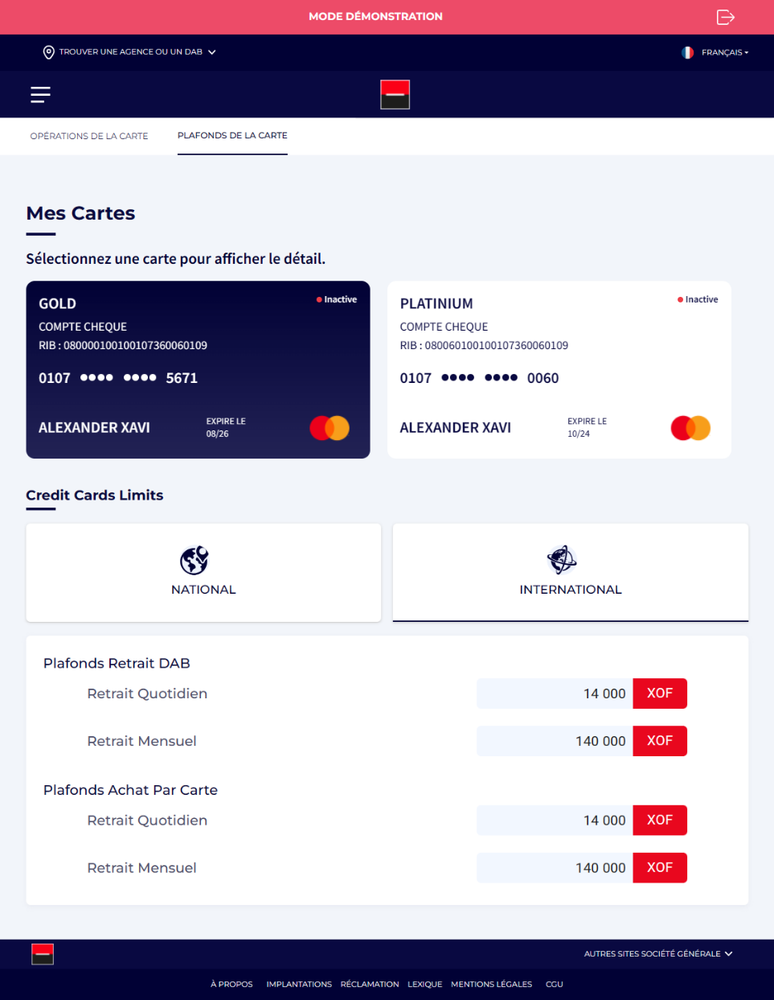 MODE DÉMONSTRATION
TROUVER UNE AGENCE OU UN DAB
FRANÇAIS
OPÉRATIONS DE LA CARTE
PLAFONDS DE LA CARTE
Mes Cartes
Sélectionnez une carte pour afficher le détail.
GOLD
Inactive
COMPTE CHEQUE
RIB : 080000100100107360060109
0107 •••• •••• 5671
ALEXANDER XAVI
EXPIRE LE
08/26
PLATINIUM
Inactive
COMPTE CHEQUE
RIB : 080060100100107360060109
0107 •••• •••• 0060
ALEXANDER XAVI
EXPIRE LE
10/24
Credit Cards Limits
NATIONAL
INTERNATIONAL
Plafonds Retrait DAB
Retrait Quotidien 14 000 XOF
Retrait Mensuel 140 000 XOF
Plafonds Achat Par Carte
Retrait Quotidien 14 000 XOF
Retrait Mensuel 140 000 XOF
AUTRES SITES SOCIÉTÉ GÉNÉRALE
À PROPOS IMPLANTATIONS RÉCLAMATION LEXIQUE MENTIONS LÉGALES CGU